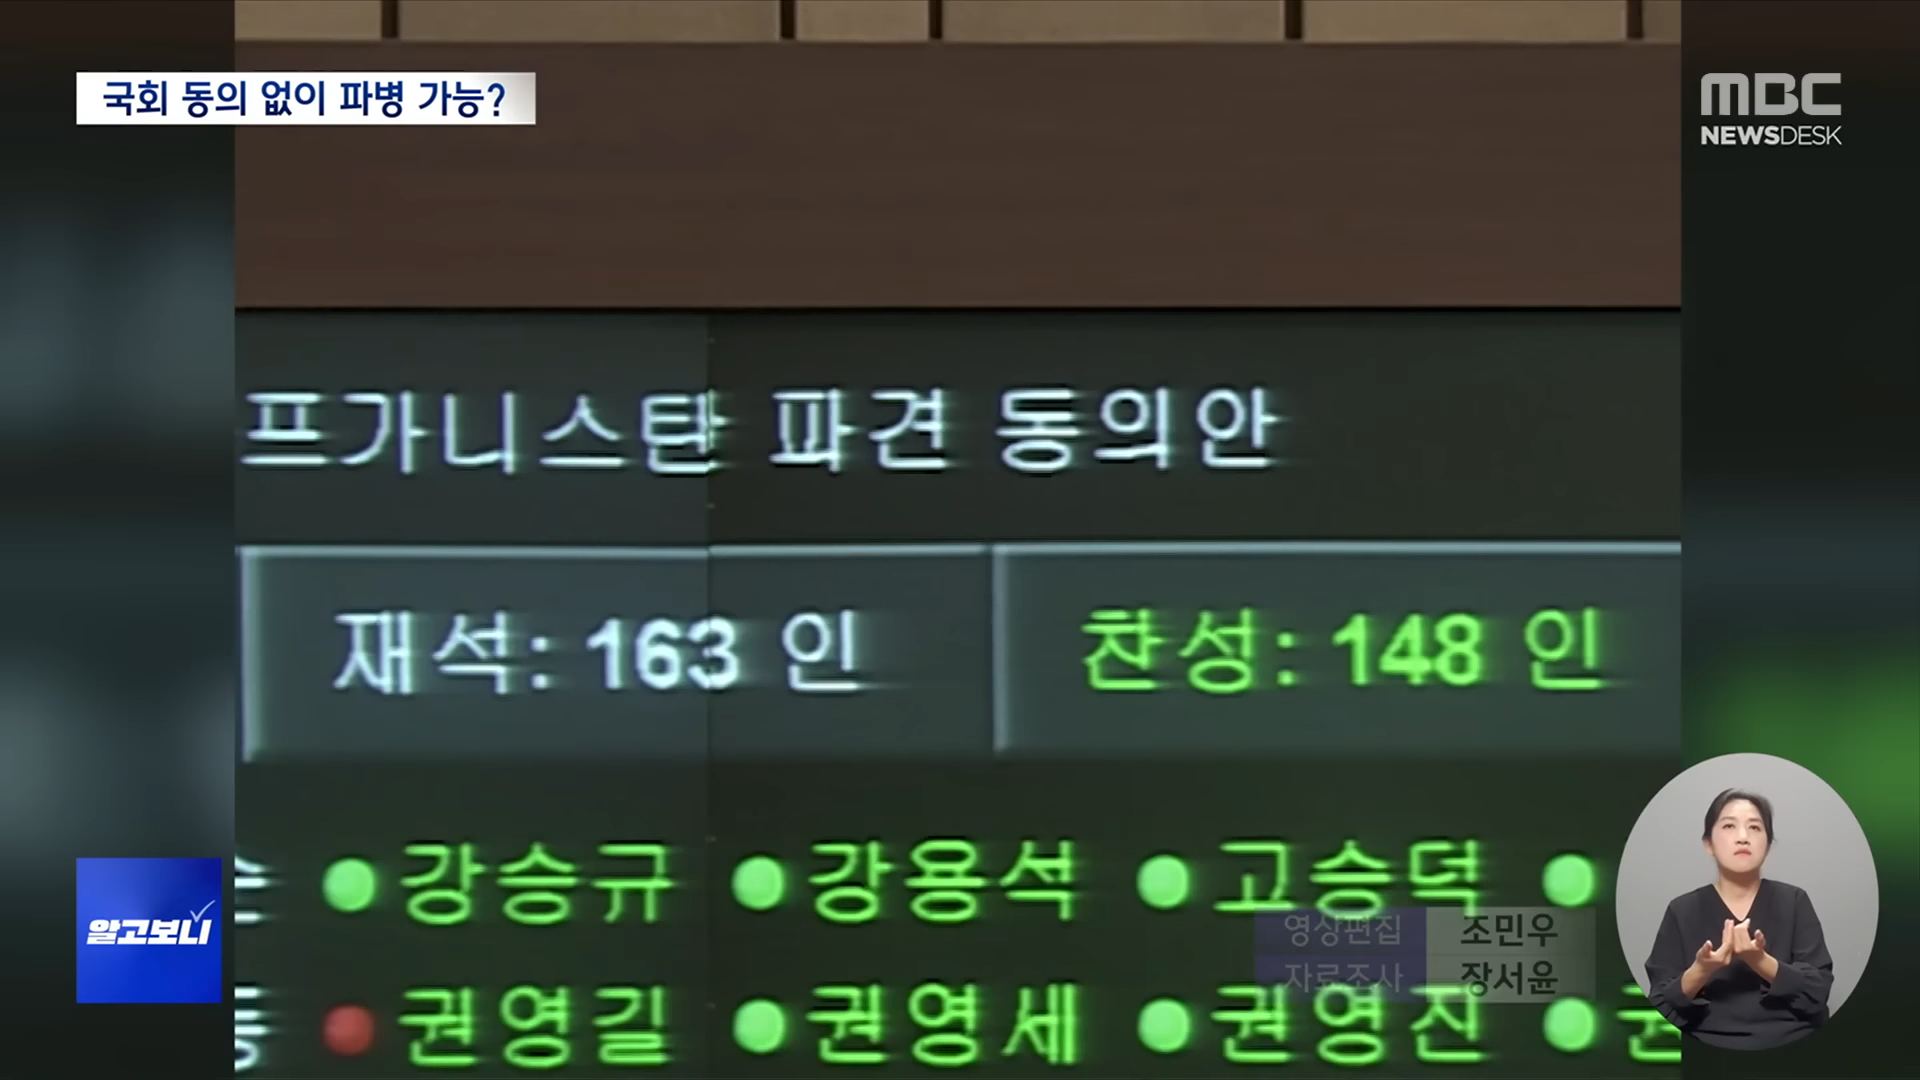 국회 동의 없이 파병 가능?
MBC
NEWSDESK
프가니스탄 파견 동의안
재석: 163 인
찬성: 148 인
강승규 강용석 고승덕
영상편집 조민우
자료조사 장서윤
권영길 권영세 권영진
알고보니